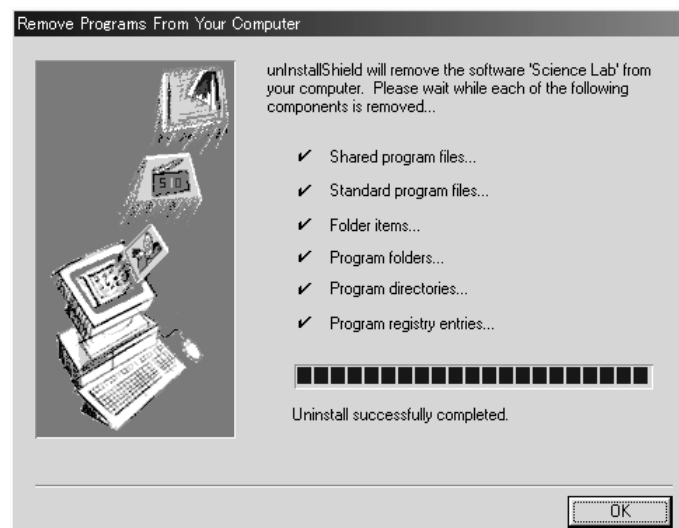 Remove Programs From Your Computer
unInstallShield will remove the software 'Science Lab' from
your computer. Please wait while each of the following
components is removed...
✔ Shared program files...
✔ Standard program files...
✔ Folder items...
✔ Program folders...
✔ Program directories...
✔ Program registry entries...
Uninstall successfully completed.
OK